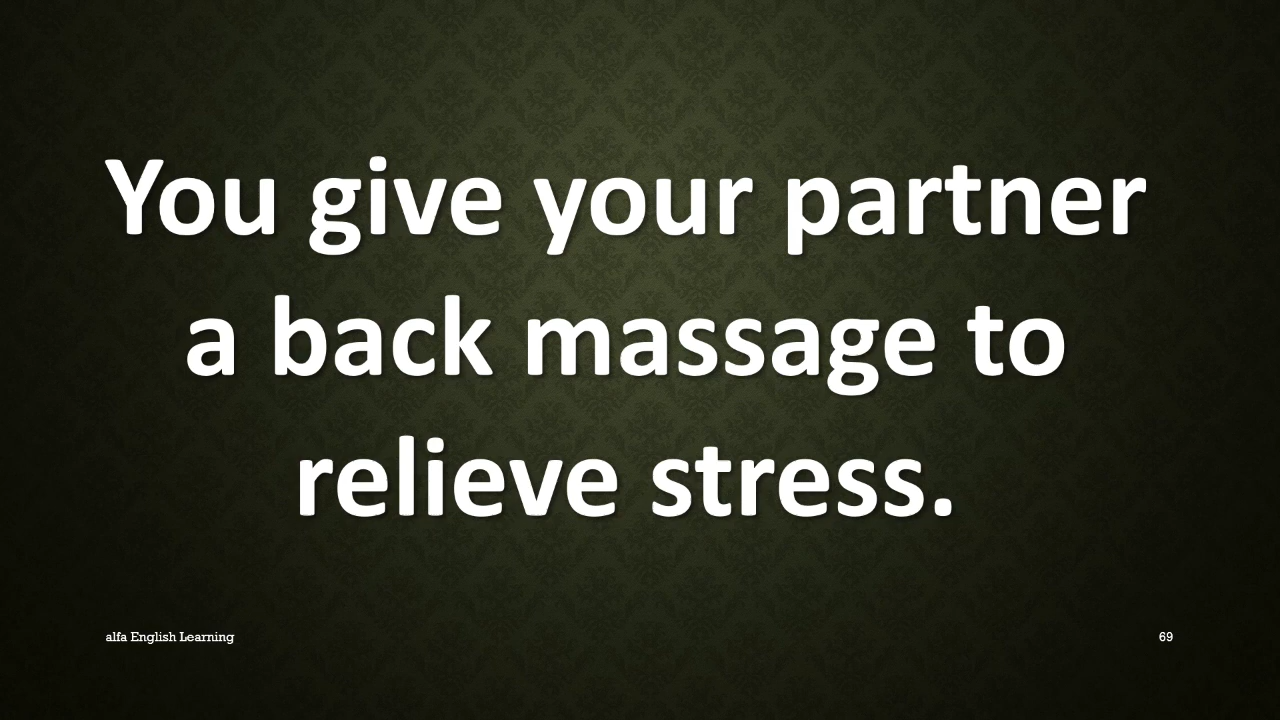 You give your partner
a back massage to
relieve stress.
alfa English Learning
69